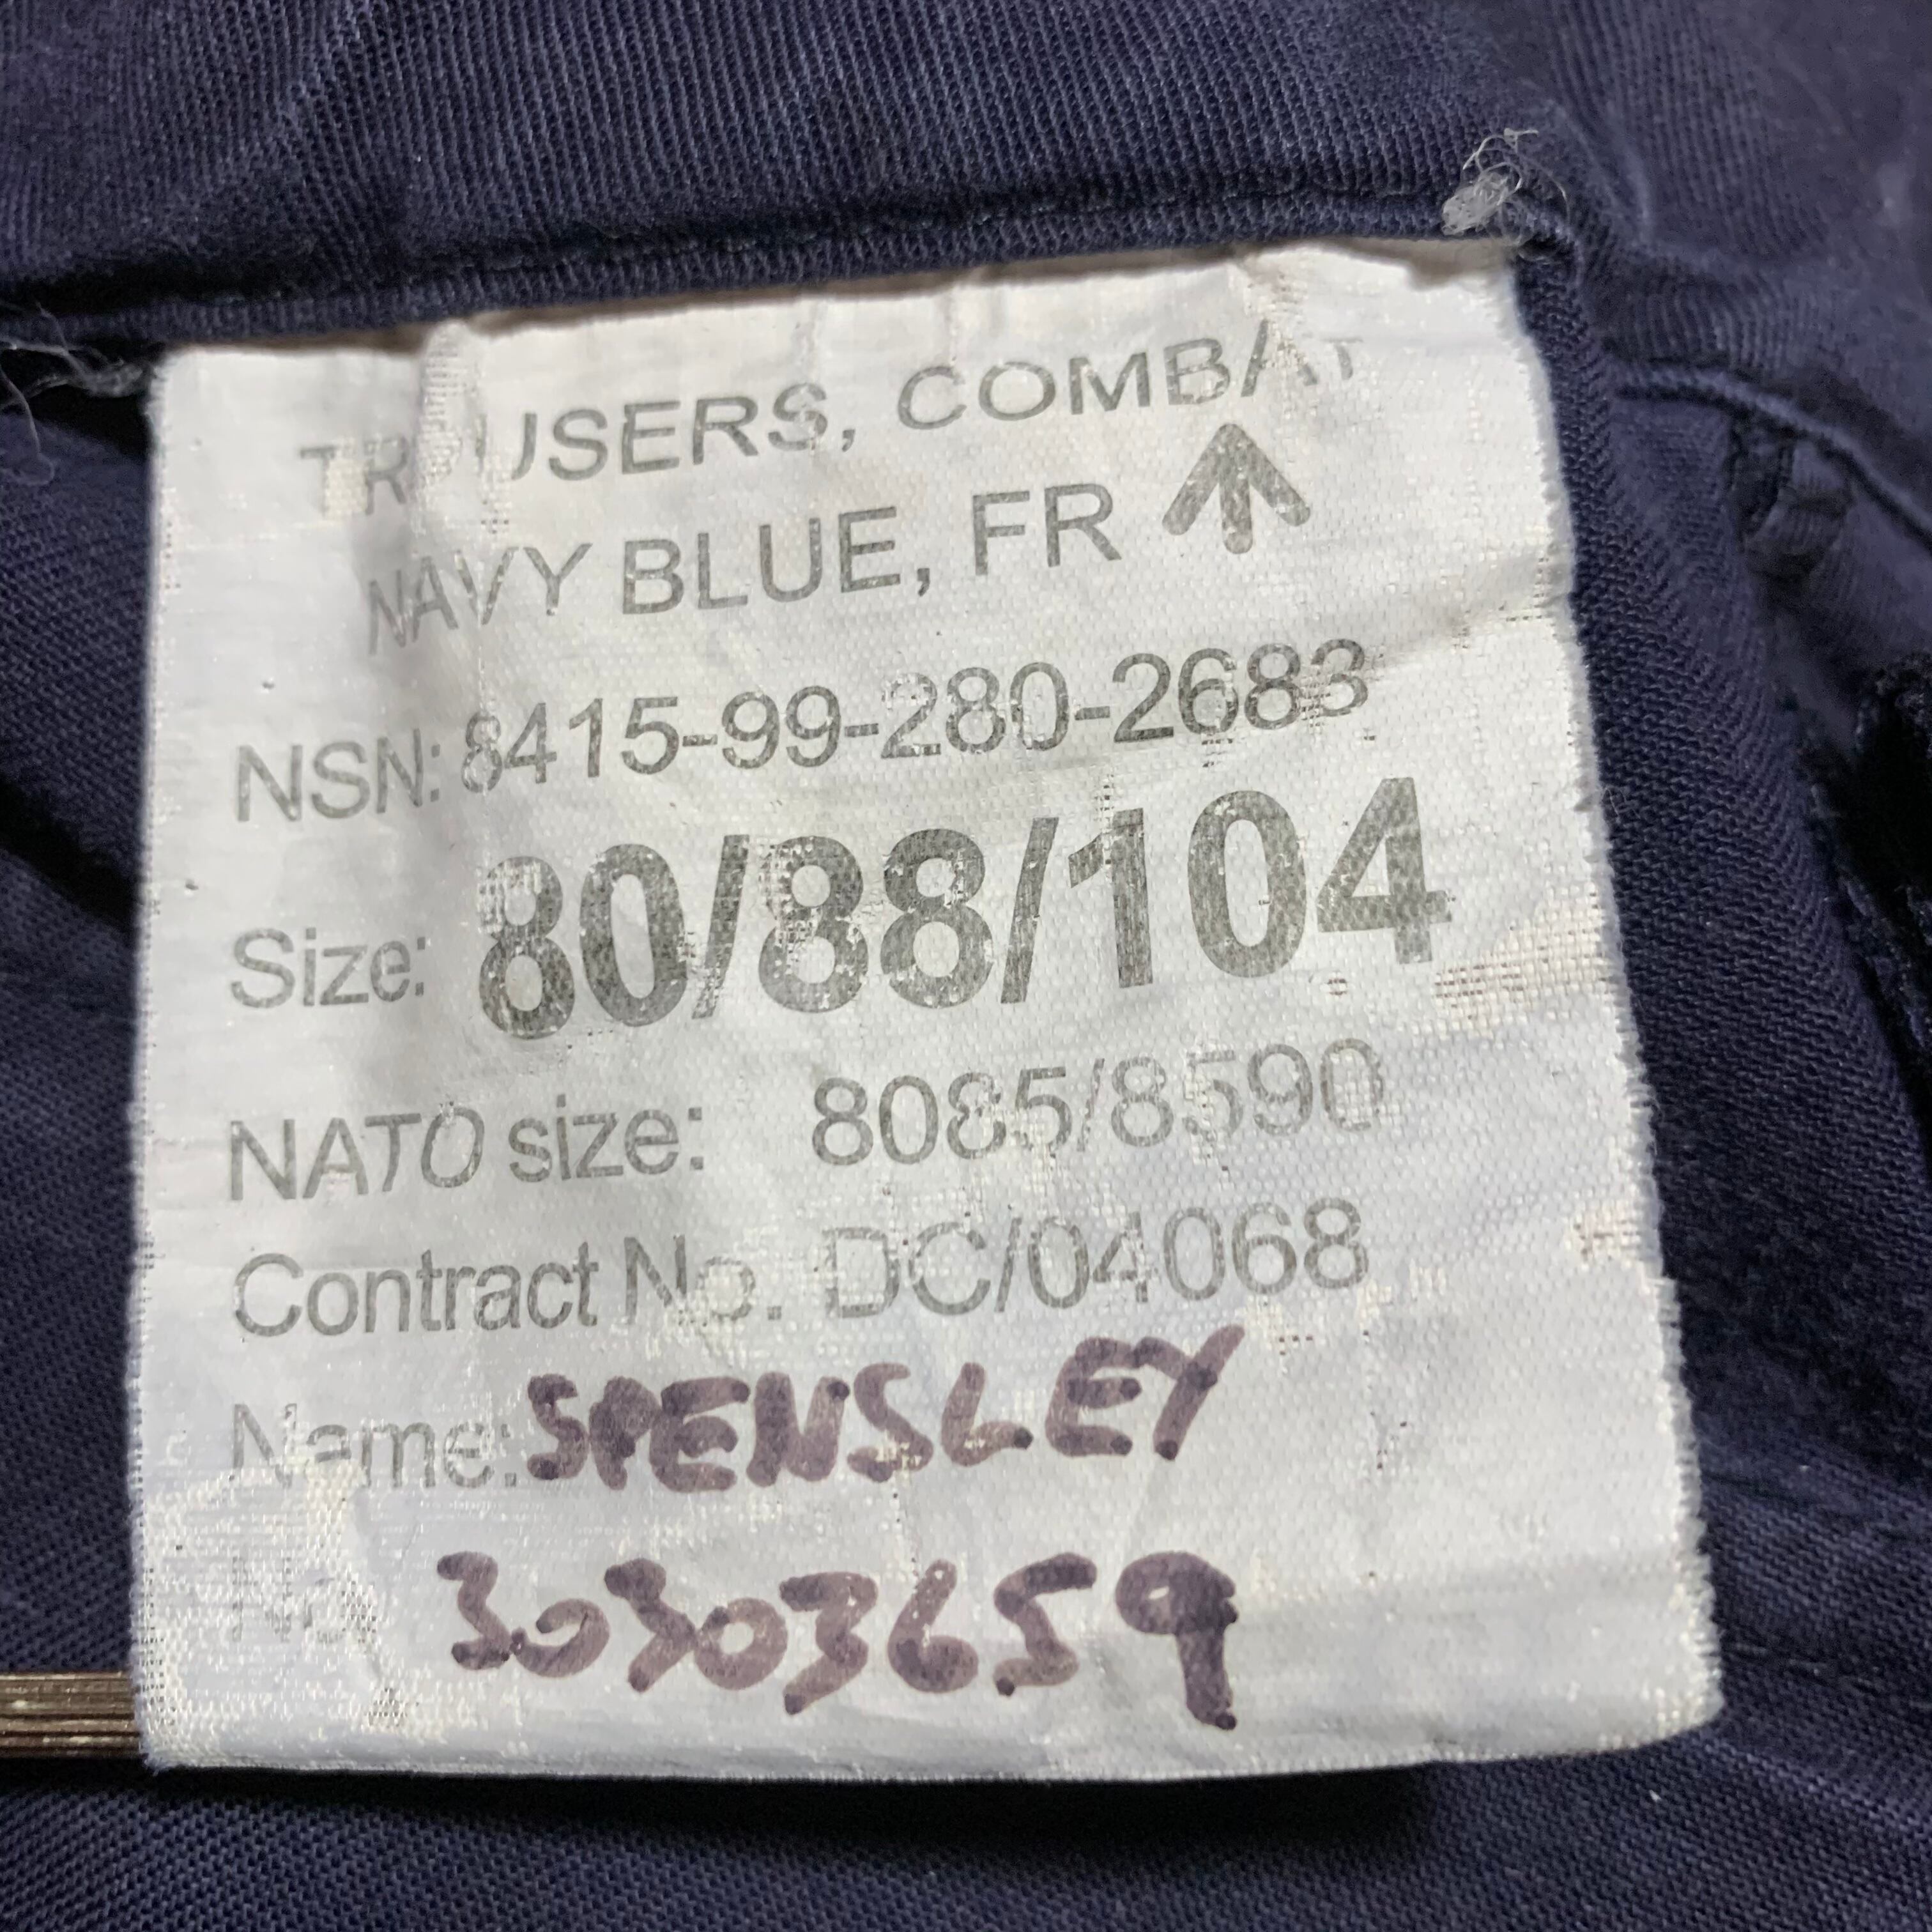 TROUSERS, COMBAT
NAVY BLUE, FR
NSN: 8415-99-280-2683
Size: 80/88/104
NATO size: 8085/8590
Contract No. DC/04068
Name: SPENSLEY
No. 30303659